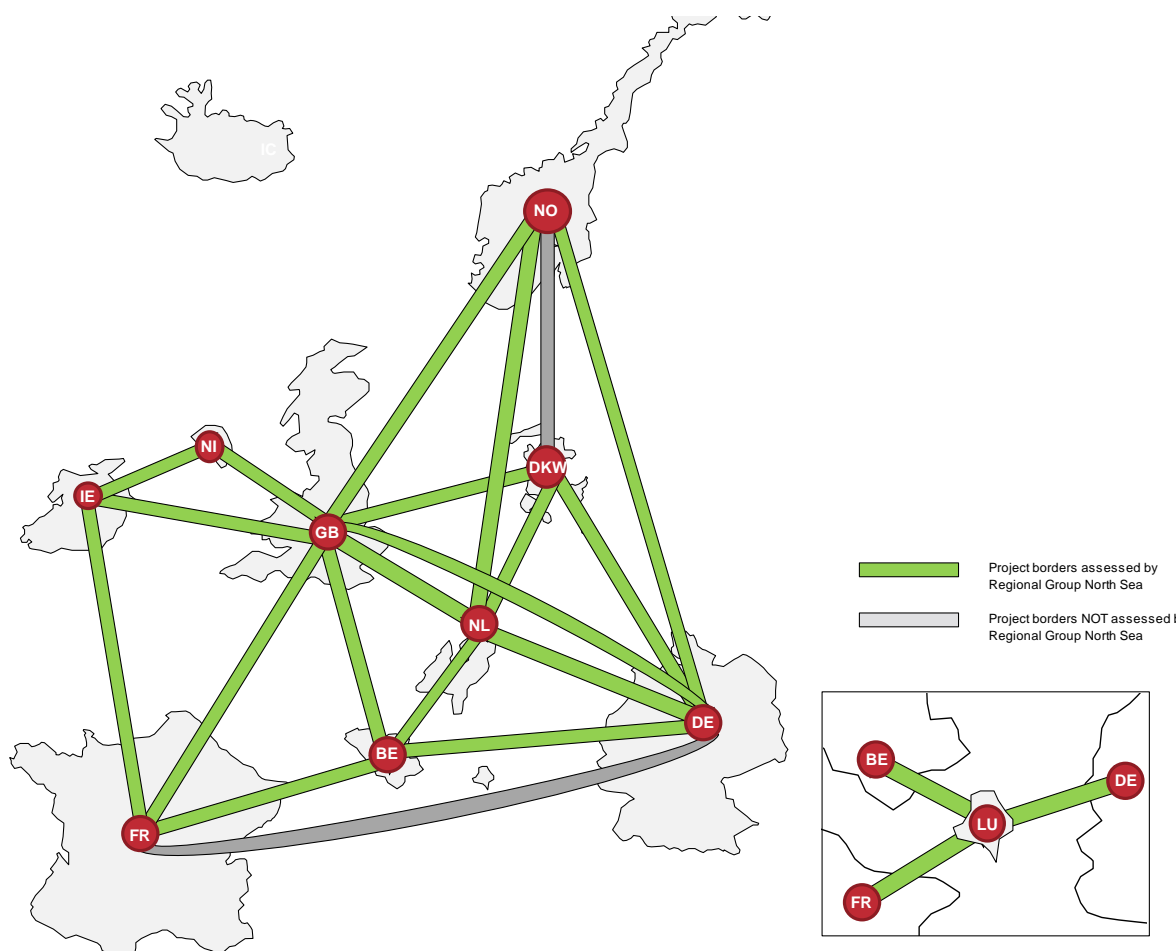 IC
NO
NI
DKW
IE
GB
NL
DE
BE
FR
Project borders assessed by
Regional Group North Sea
Project borders NOT assessed b
Regional Group North Sea
BE
DE
LU
FR